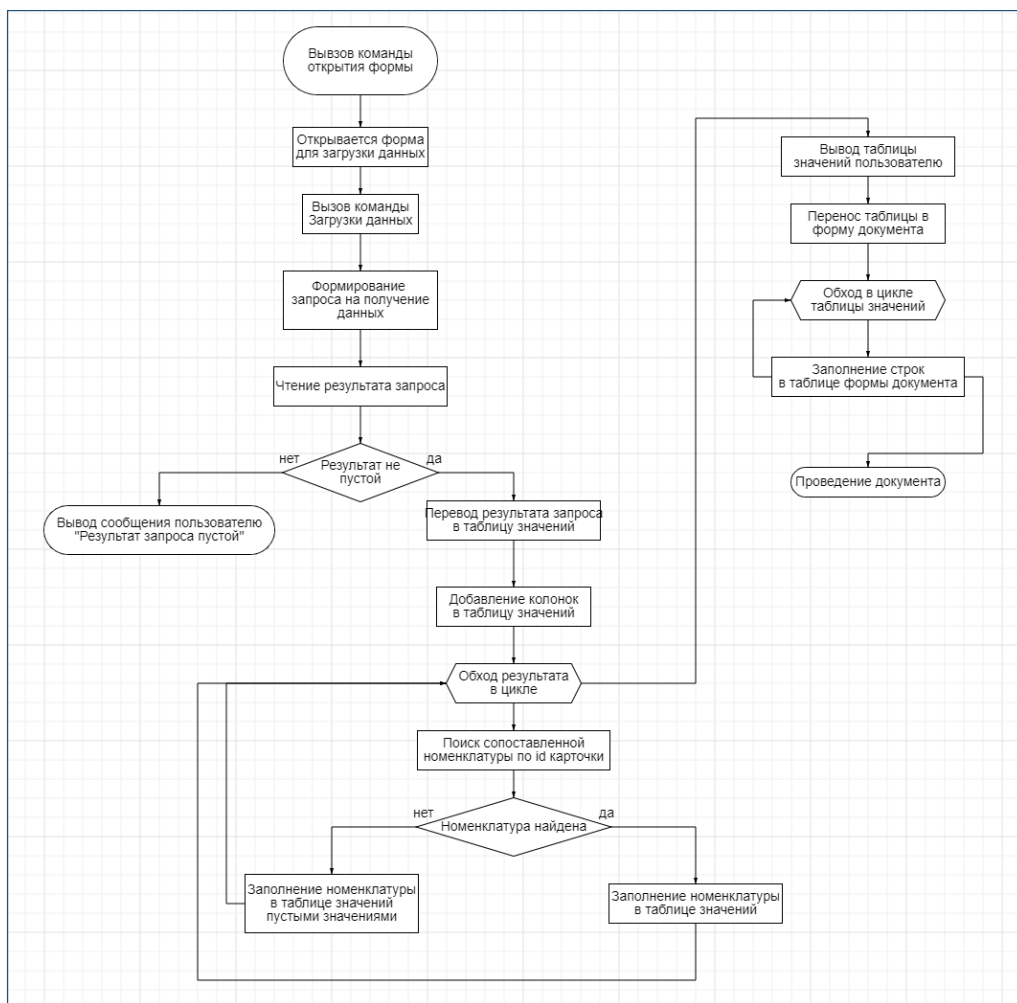 Вывзов команды
открытия формы
Открывается форма
для загрузки данных
Вызов команды
Загрузки данных
Формирование
запроса на получение
данных
Чтение результата запроса
Результат не
пустой
нет
да
Вывод сообщения пользователю
"Результат запроса пустой"
Перевод результата запроса
в таблицу значений
Добавление колонок
в таблицу значений
Обход результата
в цикле
Поиск сопоставленной
номенклатуры по id карточки
Номенклатура найдена
нет
да
Заполнение номенклатуры
в таблице значений
пустыми значениями
Заполнение номенклатуры
в таблице значений
Вывод таблицы
значений пользователю
Перенос таблицы в
форму документа
Обход в цикле
таблицы значений
Заполнение строк
в таблице формы документа
Проведение документа